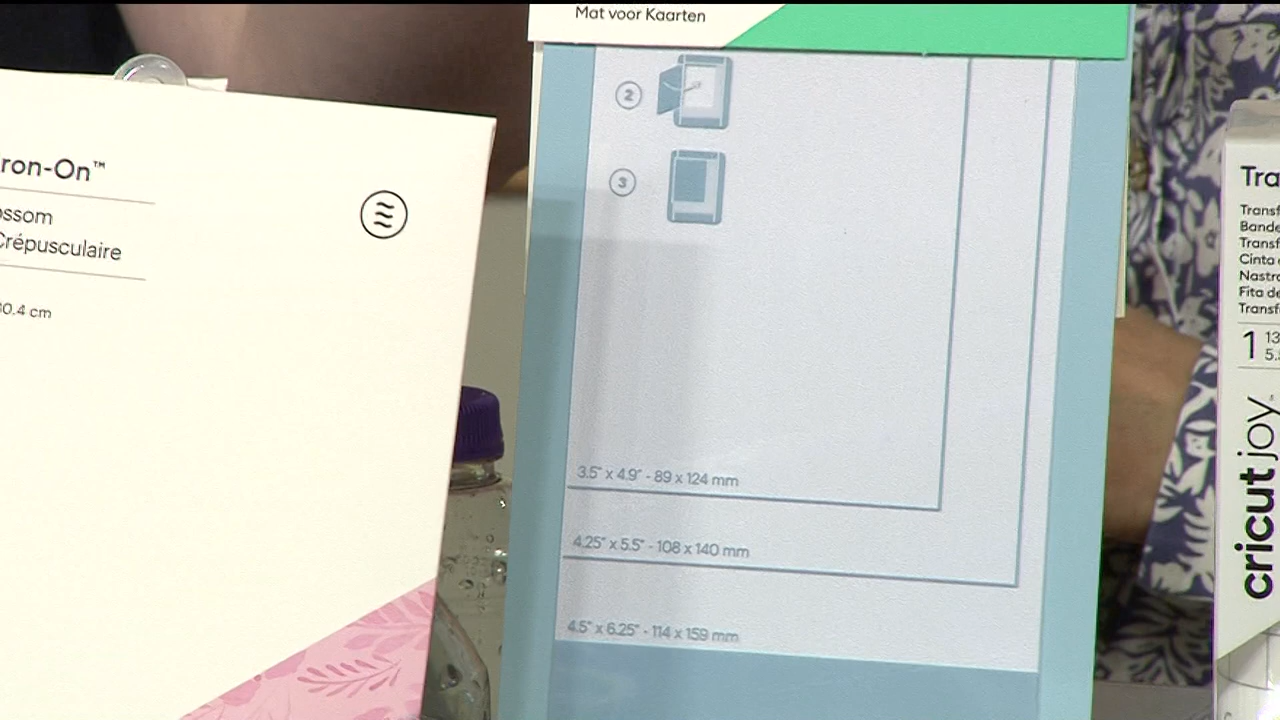 ron-On™
ossom
Crépusculaire
0.4 cm
Mat voor Kaarten
2
3
3.5" x 4.9" - 89 x 124 mm
4.25" x 5.5" - 108 x 140 mm
4.5" x 6.25" - 114 x 159 mm
Tra
Transf
Bande
Transf
Cinta
Nastro
Fita de
Transf
1 13
5.
cricut joy